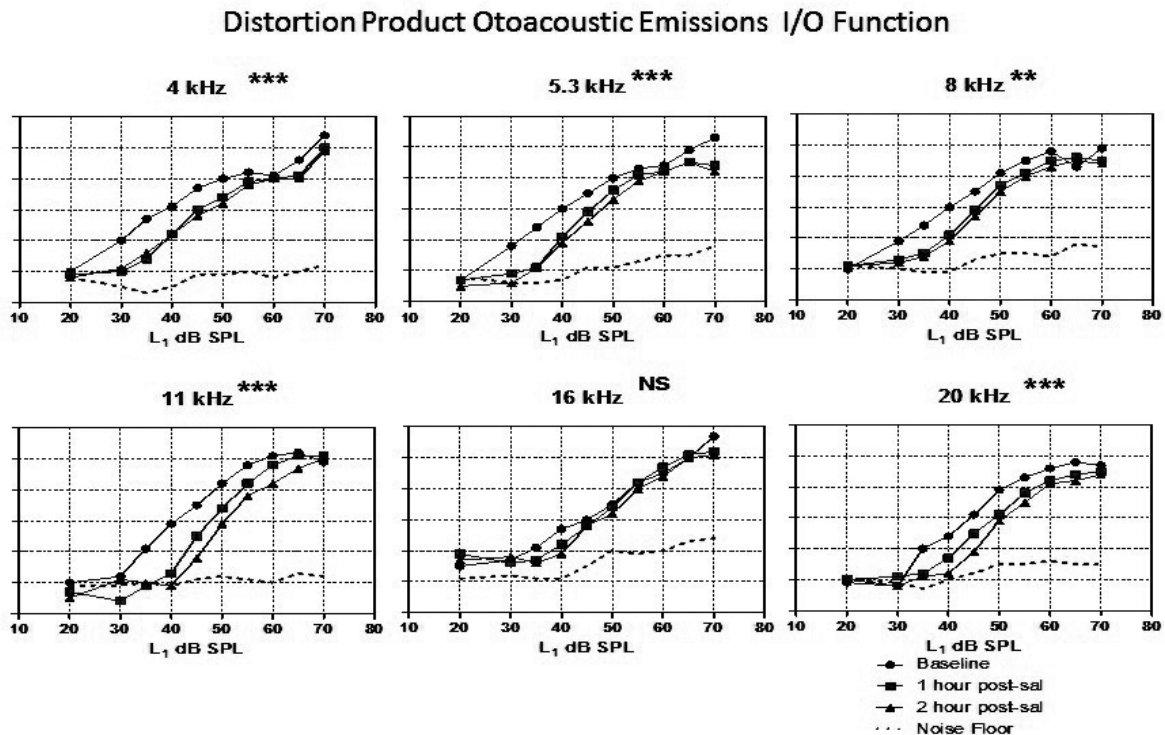 Distortion Product Otoacoustic Emissions I/O Function
4 kHz ***
5.3 kHz ***
8 kHz **
10 20 30 40 50 60 70 80
L1 dB SPL
10 20 30 40 50 60 70 80
L1 dB SPL
10 20 30 40 50 60 70 80
L1 dB SPL
11 kHz ***
16 kHz NS
20 kHz ***
10 20 30 40 50 60 70 80
L1 dB SPL
10 20 30 40 50 60 70 80
L1 dB SPL
10 20 30 40 50 60 70 80
L1 dB SPL
Baseline
1 hour post-sal
2 hour post-sal
Noise Floor